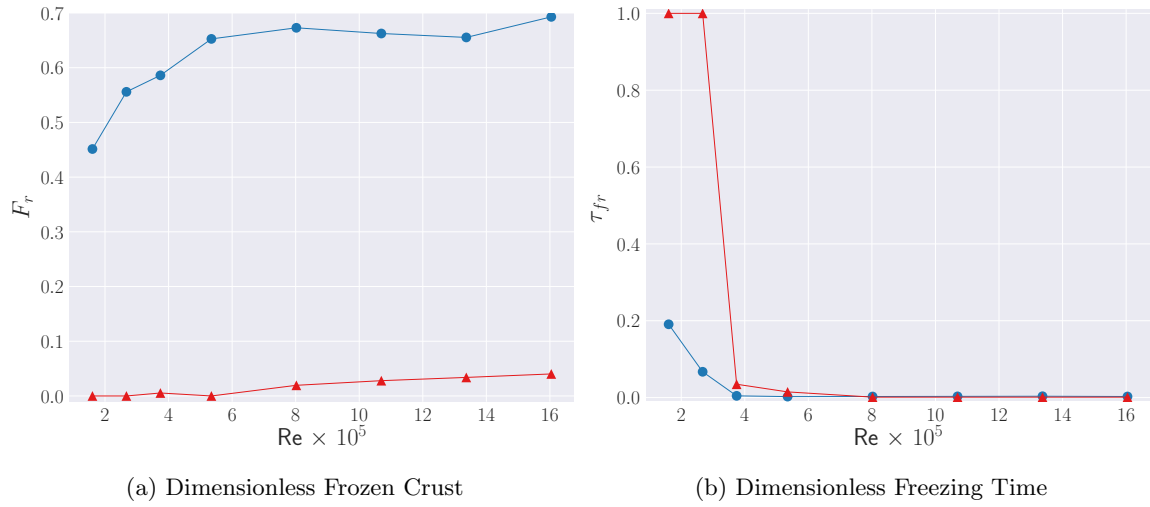 0.7
0.6
0.5
0.4
0.3
0.2
0.1
0.0
F_r
2 4 6 8 10 12 14 16
Re × 10^5
(a) Dimensionless Frozen Crust
1.0
0.8
0.6
0.4
0.2
0.0
τ_{fr}
2 4 6 8 10 12 14 16
Re × 10^5
(b) Dimensionless Freezing Time